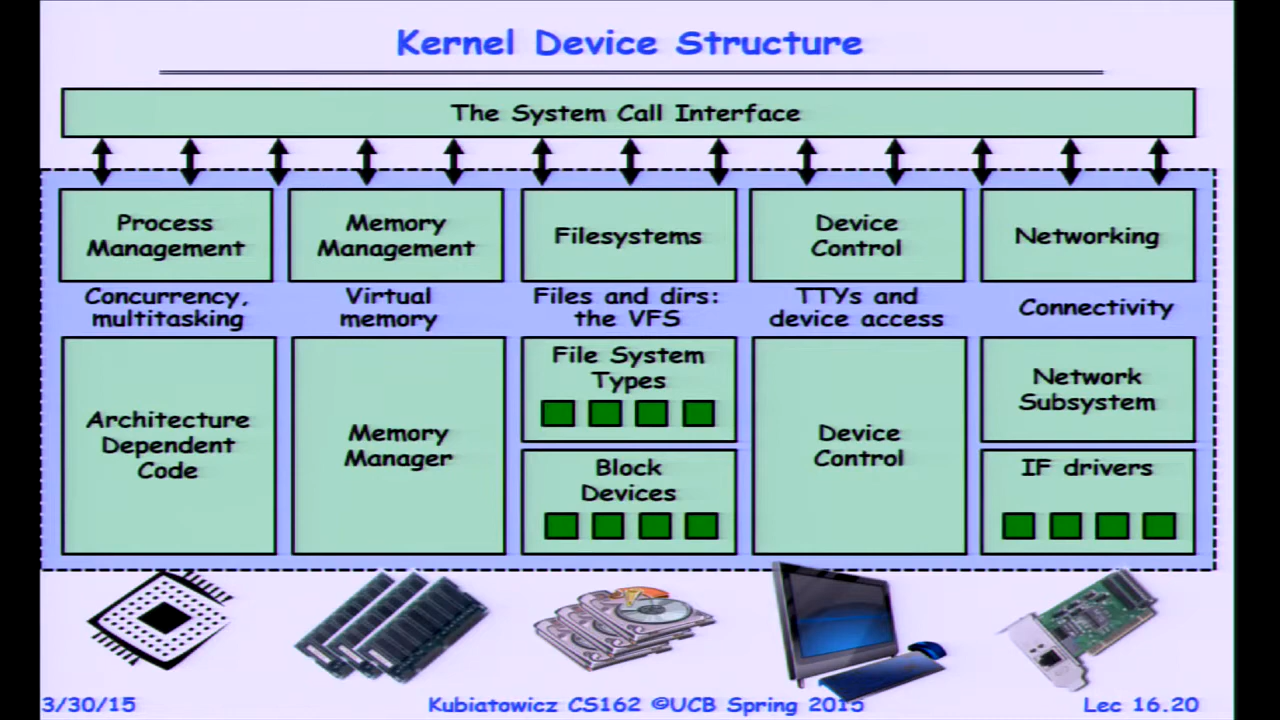 Kernel Device Structure
The System Call Interface
Process
Management
Memory
Management
Filesystems
Device
Control
Networking
Concurrency,
multitasking
Virtual
memory
Files and dirs:
the VFS
TTYs and
device access
Connectivity
Architecture
Dependent
Code
Memory
Manager
File System
Types
Block
Devices
Device
Control
Network
Subsystem
IF drivers
3/30/15
Kubiatowicz CS162 ©UCB Spring 2015
Lec 16.20